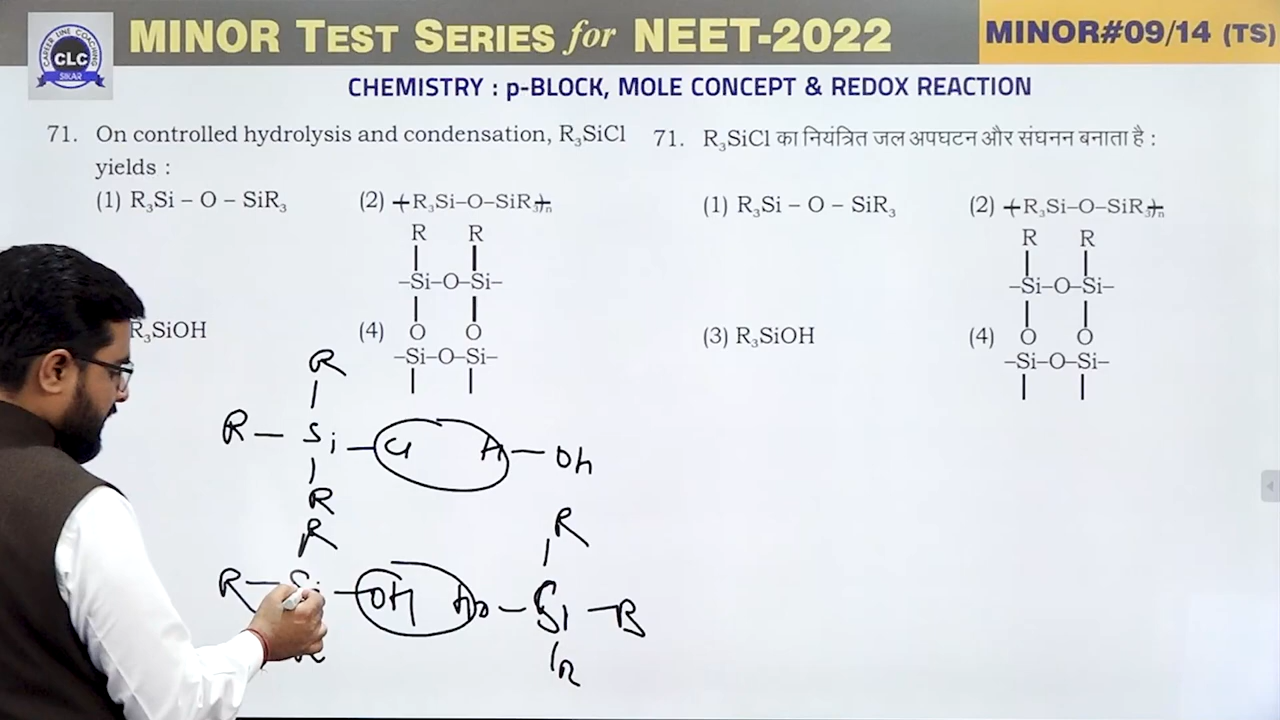 CAREER LINE COACHING
CLC
SIKAR
MINOR TEST SERIES for NEET-2022
MINOR#09/14 (TS)
CHEMISTRY : p-BLOCK, MOLE CONCEPT & REDOX REACTION
71. On controlled hydrolysis and condensation, R₃SiCl
yields :
(1) R₃Si – O – SiR₃ (2) –(R₃Si–O–SiR₃)–ₙ
R₃SiOH (4)
R R
–Si–O–Si–
O O
–Si–O–Si–
71. R₃SiCl का नियंत्रित जल अपघटन और संघनन बनाता है :
(1) R₃Si – O – SiR₃ (2) –(R₃Si–O–SiR₃)–ₙ
(3) R₃SiOH (4)
R R
–Si–O–Si–
O O
–Si–O–Si–
R
R – Si – Cl H – OH
R
R R
R – Si – OH HO – Si – R
R R